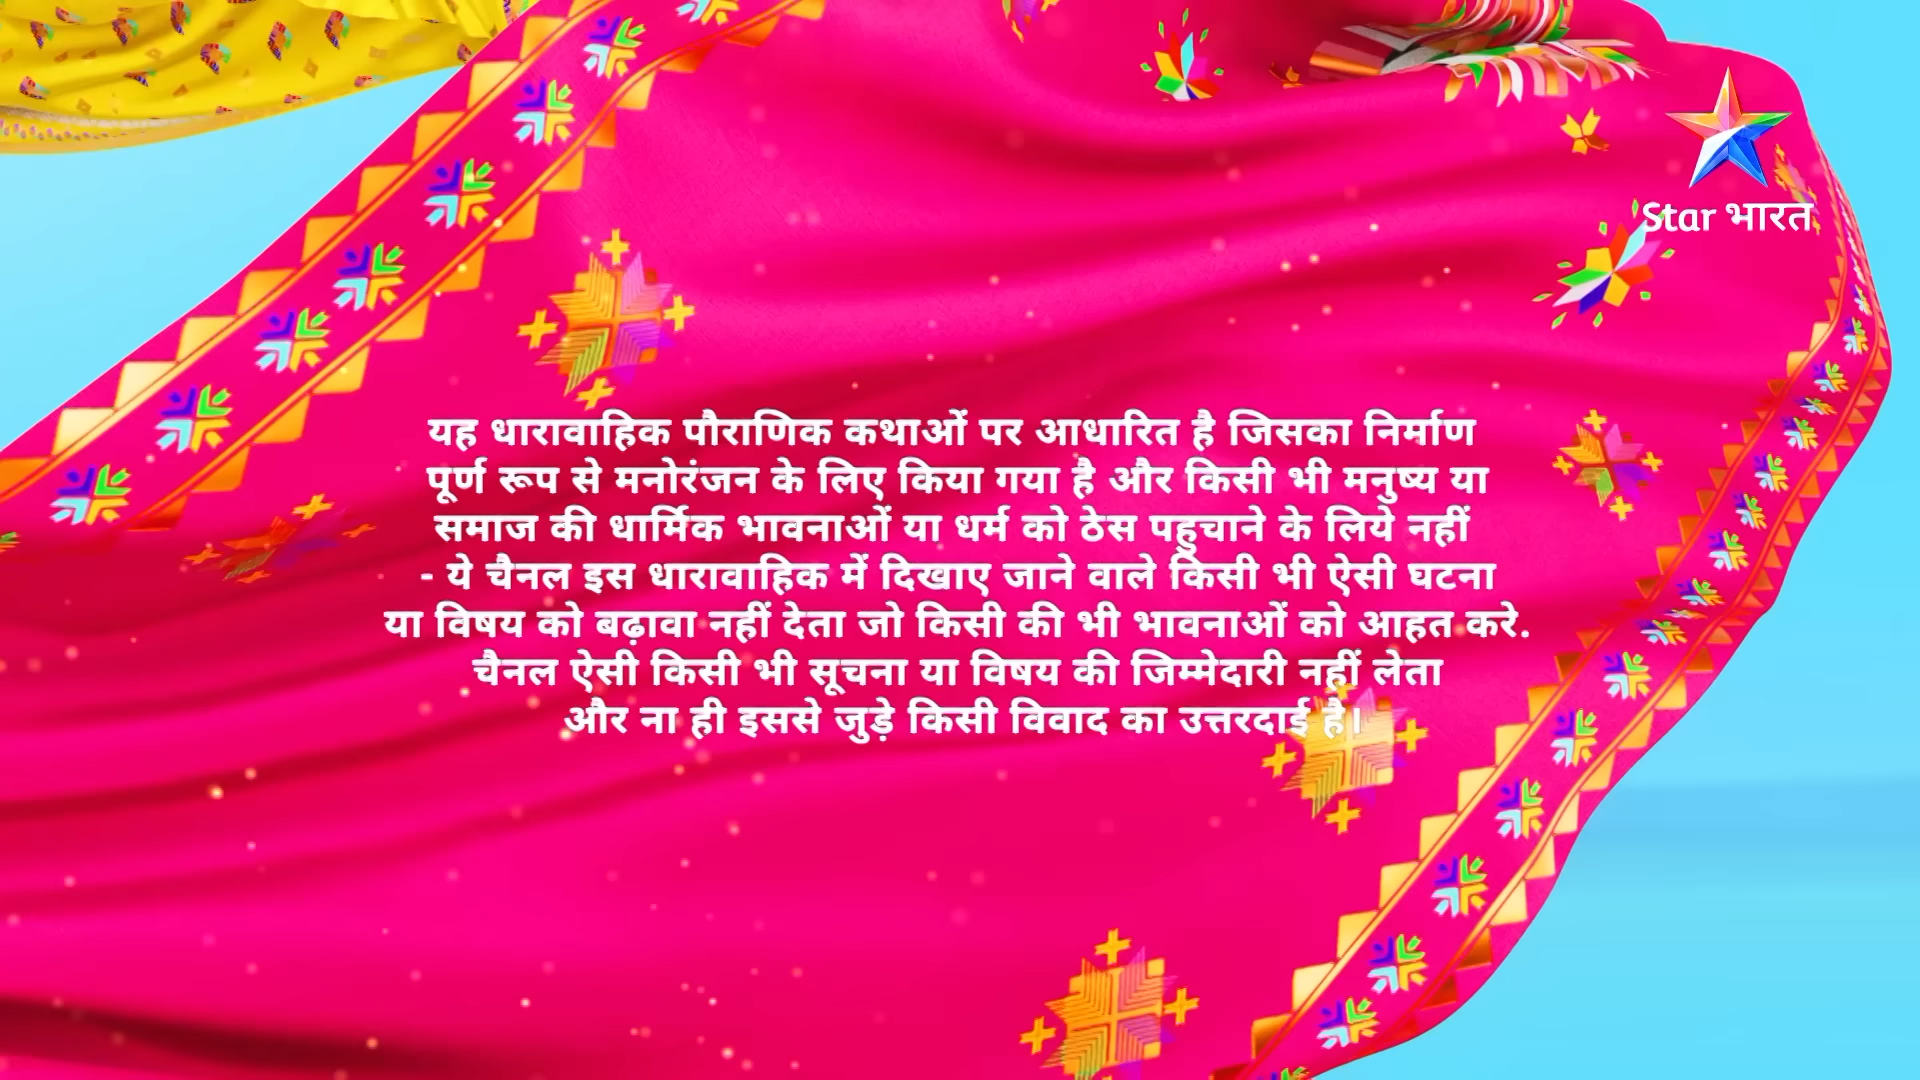 Star भारत
यह धारावाहिक पौराणिक कथाओं पर आधारित है जिसका निर्माण
पूर्ण रूप से मनोरंजन के लिए किया गया है और किसी भी मनुष्य या
समाज की धार्मिक भावनाओं या धर्म को ठेस पहुचाने के लिये नहीं
- ये चैनल इस धारावाहिक में दिखाए जाने वाले किसी भी ऐसी घटना
या विषय को बढ़ावा नहीं देता जो किसी की भी भावनाओं को आहत करे.
चैनल ऐसी किसी भी सूचना या विषय की जिम्मेदारी नहीं लेता
और ना ही इससे जुड़े किसी विवाद का उत्तरदाई है।